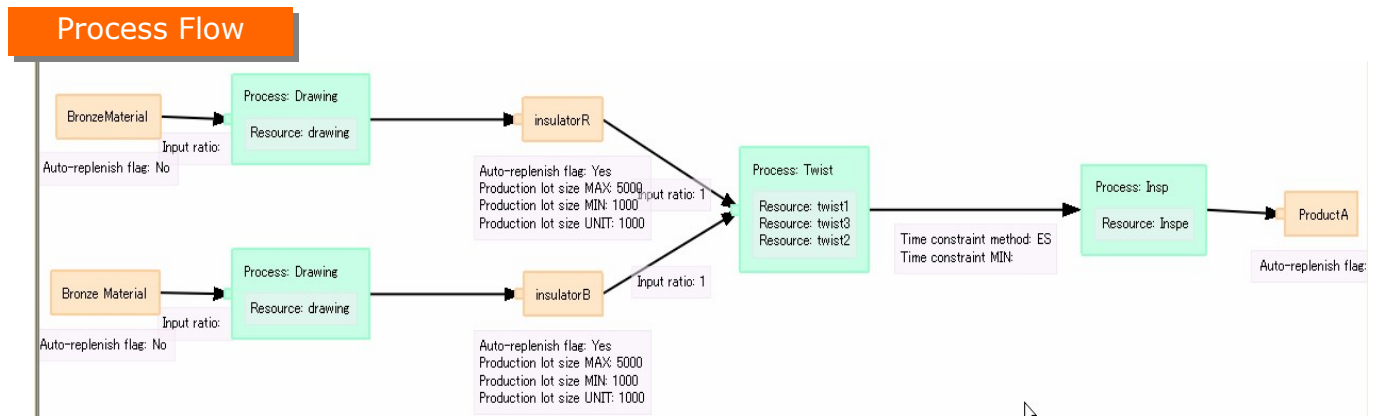 Process Flow
BronzeMaterial
Input ratio:
Auto-replenish flag: No
Process: Drawing
Resource: drawing
insulatorR
Auto-replenish flag: Yes
Production lot size MAX: 5000
Production lot size MIN: 1000
Production lot size UNIT: 1000
Input ratio: 1
Bronze Material
Input ratio:
Auto-replenish flag: No
Process: Drawing
Resource: drawing
insulatorB
Auto-replenish flag: Yes
Production lot size MAX: 5000
Production lot size MIN: 1000
Production lot size UNIT: 1000
Input ratio: 1
Process: Twist
Resource: twist1
Resource: twist3
Resource: twist2
Time constraint method: ES
Time constraint MIN:
Process: Insp
Resource: Inspe
ProductA
Auto-replenish flag: